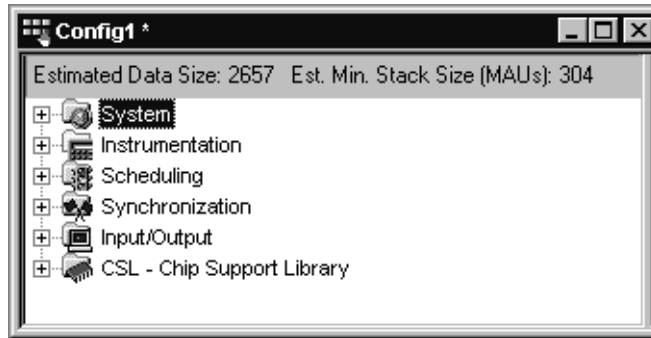 Config1 *
Estimated Data Size: 2657 Est. Min. Stack Size (MAUs): 304
System
Instrumentation
Scheduling
Synchronization
Input/Output
CSL - Chip Support Library